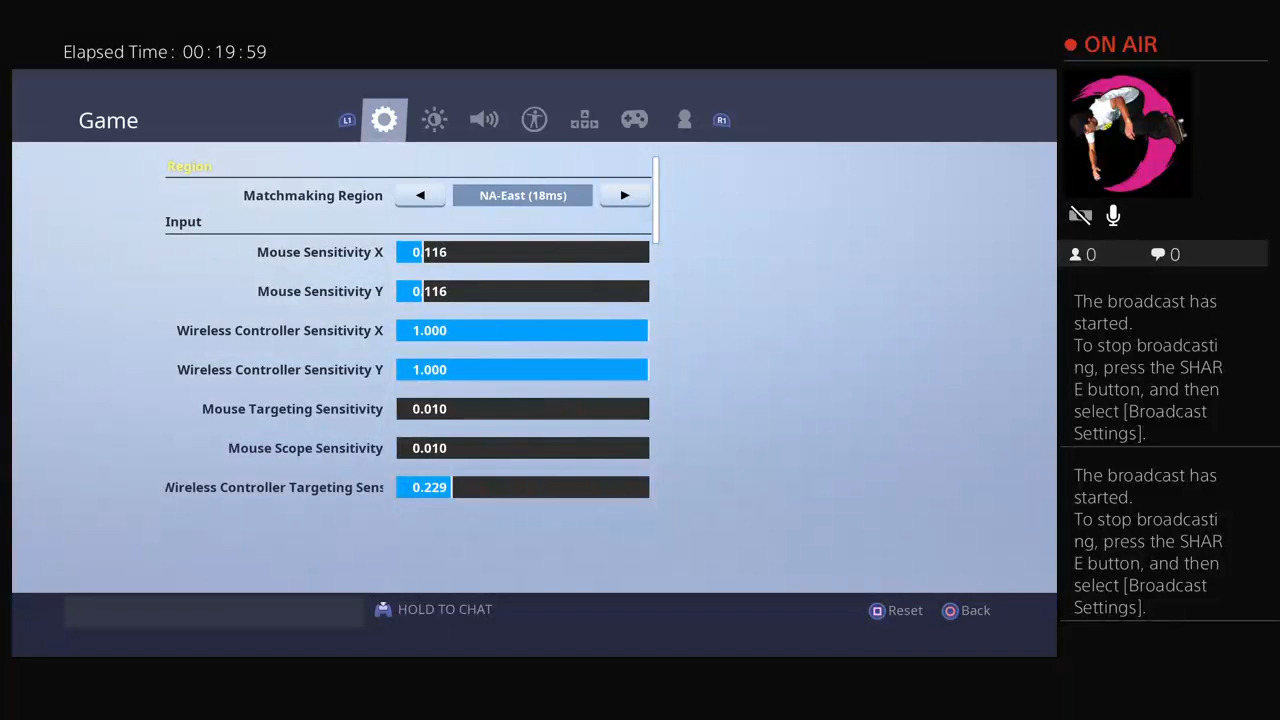 Elapsed Time: 00:19:59
ON AIR
Game
L1
R1
Region
Matchmaking Region
NA-East (18ms)
Input
Mouse Sensitivity X
0.116
Mouse Sensitivity Y
0.116
Wireless Controller Sensitivity X
1.000
Wireless Controller Sensitivity Y
1.000
Mouse Targeting Sensitivity
0.010
Mouse Scope Sensitivity
0.010
Wireless Controller Targeting Sens
0.229
HOLD TO CHAT
Reset
Back
0
0
The broadcast has
started.
To stop broadcasti
ng, press the SHAR
E button, and then
select [Broadcast
Settings].
The broadcast has
started.
To stop broadcasti
ng, press the SHAR
E button, and then
select [Broadcast
Settings].